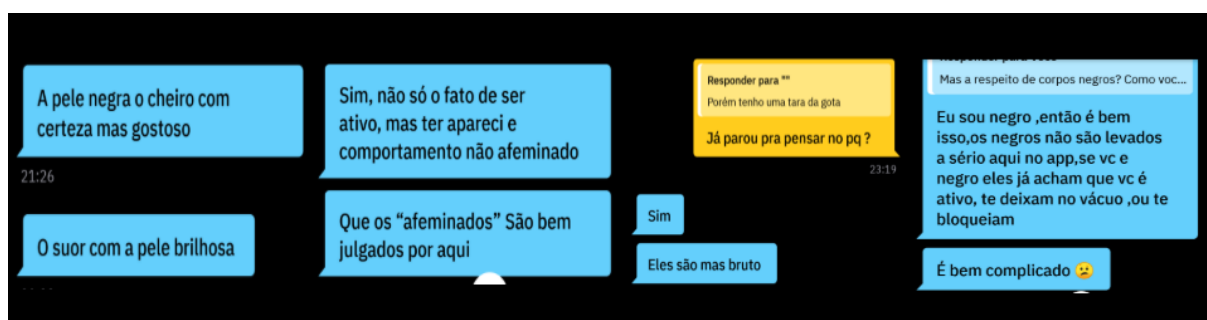 A pele negra o cheiro com
certeza mas gostoso
21:26
O suor com a pele brilhosa
Sim, não só o fato de ser
ativo, mas ter apareci e
comportamento não afeminado
Que os “afeminados” São bem
julgados por aqui
Responder para ""
Porém tenho uma tara da gota
Já parou pra pensar no pq ?
23:19
Sim
Eles são mas bruto
Mas a respeito de corpos negros? Como voc...
Eu sou negro ,então é bem
isso,os negros não são levados
a sério aqui no app,se vc e
negro eles já acham que vc é
ativo, te deixam no vácuo ,ou te
bloqueiam
É bem complicado 😕